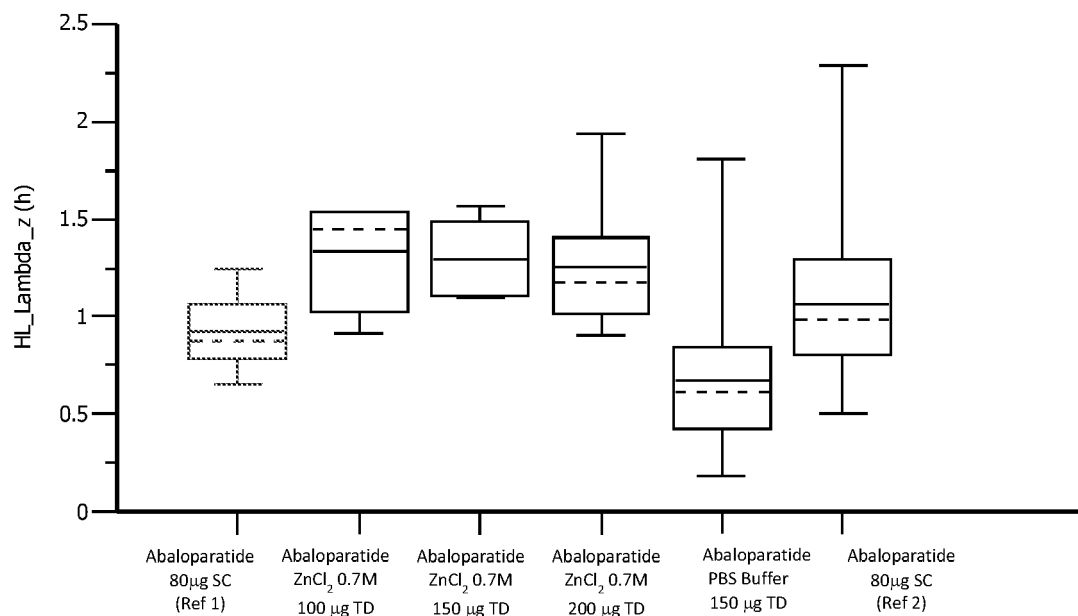 2.5
2
1.5
1
0.5
0
HL_Lambda_z (h)
Abaloparatide
80µg SC
(Ref 1)
Abaloparatide
ZnCl2 0.7M
100 µg TD
Abaloparatide
ZnCl2 0.7M
150 µg TD
Abaloparatide
ZnCl2 0.7M
200 µg TD
Abaloparatide
PBS Buffer
150 µg TD
Abaloparatide
80µg SC
(Ref 2)